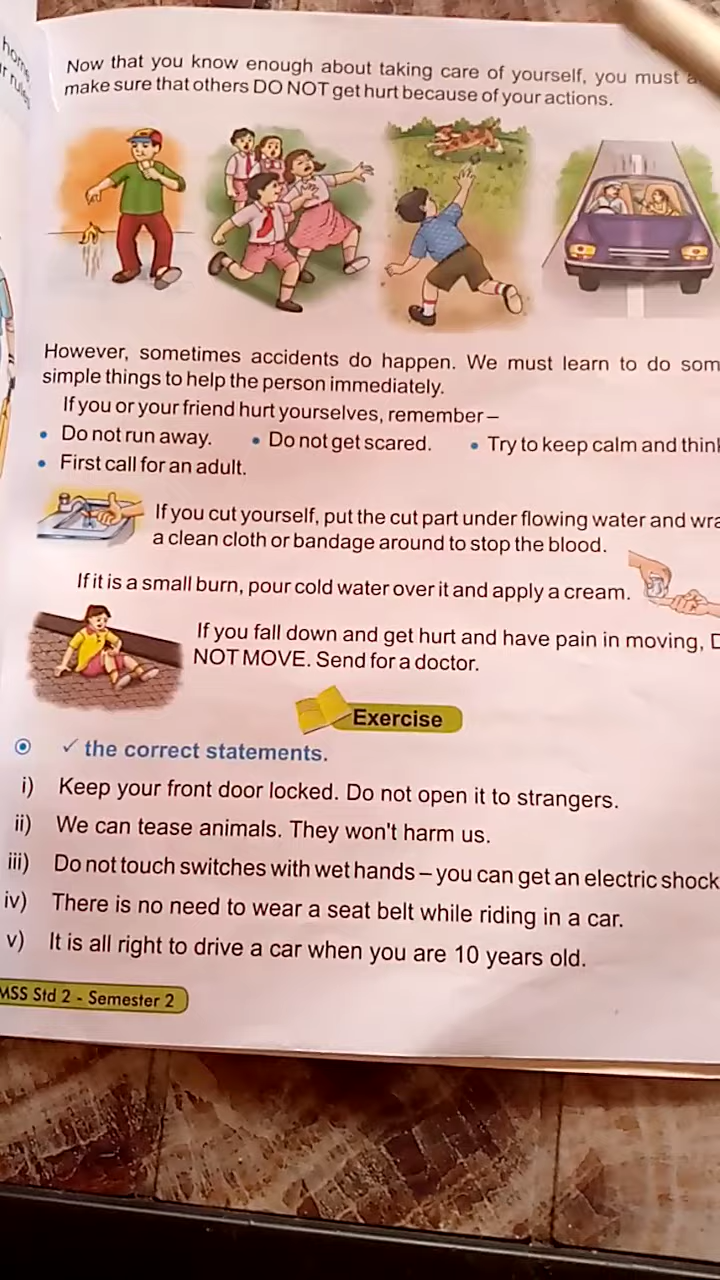 home
Now that you know enough about taking care of yourself, you must
make sure that others DO NOT get hurt because of your actions.
However, sometimes accidents do happen. We must learn to do
simple things to help the person immediately.
If you or your friend hurt yourselves, remember –
• Do not run away. • Do not get scared. • Try to keep calm and
• First call for an adult.
If you cut yourself, put the cut part under flowing water and
a clean cloth or bandage around to stop the blood.
If it is a small burn, pour cold water over it and apply a cream.
If you fall down and get hurt and have pain in moving,
NOT MOVE. Send for a doctor.
Exercise
✓ the correct statements.
i) Keep your front door locked. Do not open it to strangers.
ii) We can tease animals. They won't harm us.
iii) Do not touch switches with wet hands – you can get an electric shock
iv) There is no need to wear a seat belt while riding in a car.
v) It is all right to drive a car when you are 10 years old.
MSS Std 2 - Semester 2